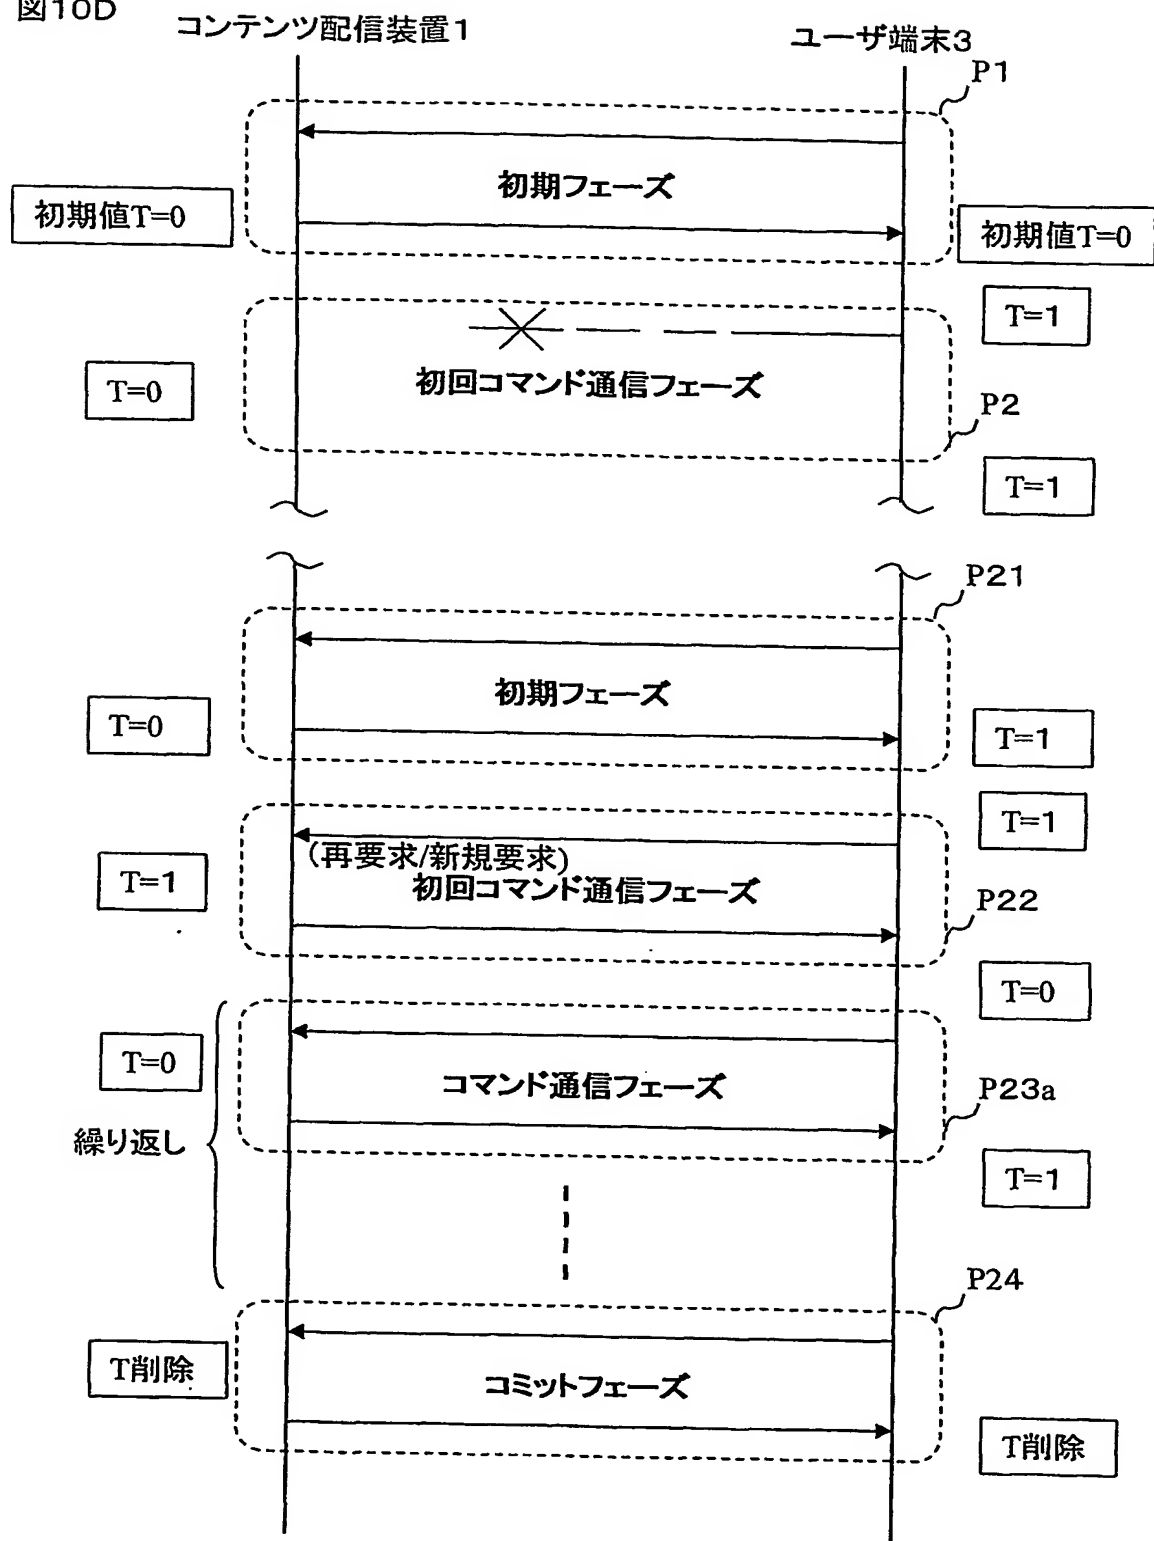 図10D
コンテンツ配信装置1
ユーザ端末3
P1
初期フェーズ
初期値T=0
初期値T=0
T=1
T=0
初回コマンド通信フェーズ
P2
T=1
P21
初期フェーズ
T=0
T=1
T=1
(再要求/新規要求)
T=1
初回コマンド通信フェーズ
P22
T=0
T=0
コマンド通信フェーズ
P23a
繰り返し
T=1
P24
T削除
コミットフェーズ
T削除